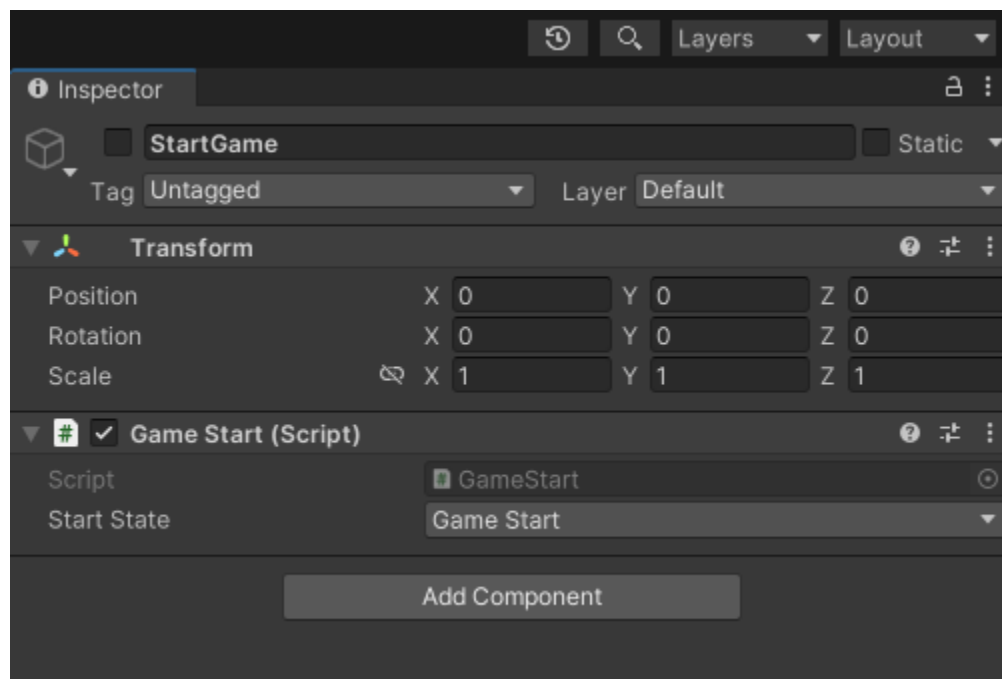 Layers Layout
Inspector
StartGame Static
Tag Untagged Layer Default
Transform
Position X 0 Y 0 Z 0
Rotation X 0 Y 0 Z 0
Scale X 1 Y 1 Z 1
# Game Start (Script)
Script # GameStart
Start State Game Start
Add Component